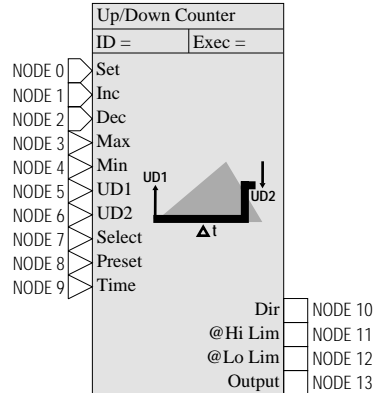 Up/Down Counter
ID = Exec =
NODE 0 Set
NODE 1 Inc
NODE 2 Dec
NODE 3 Max
NODE 4 Min
NODE 5 UD1
NODE 6 UD2
NODE 7 Select
NODE 8 Preset
NODE 9 Time
UD1
UD2
Δ t
Dir NODE 10
@Hi Lim NODE 11
@Lo Lim NODE 12
Output NODE 13